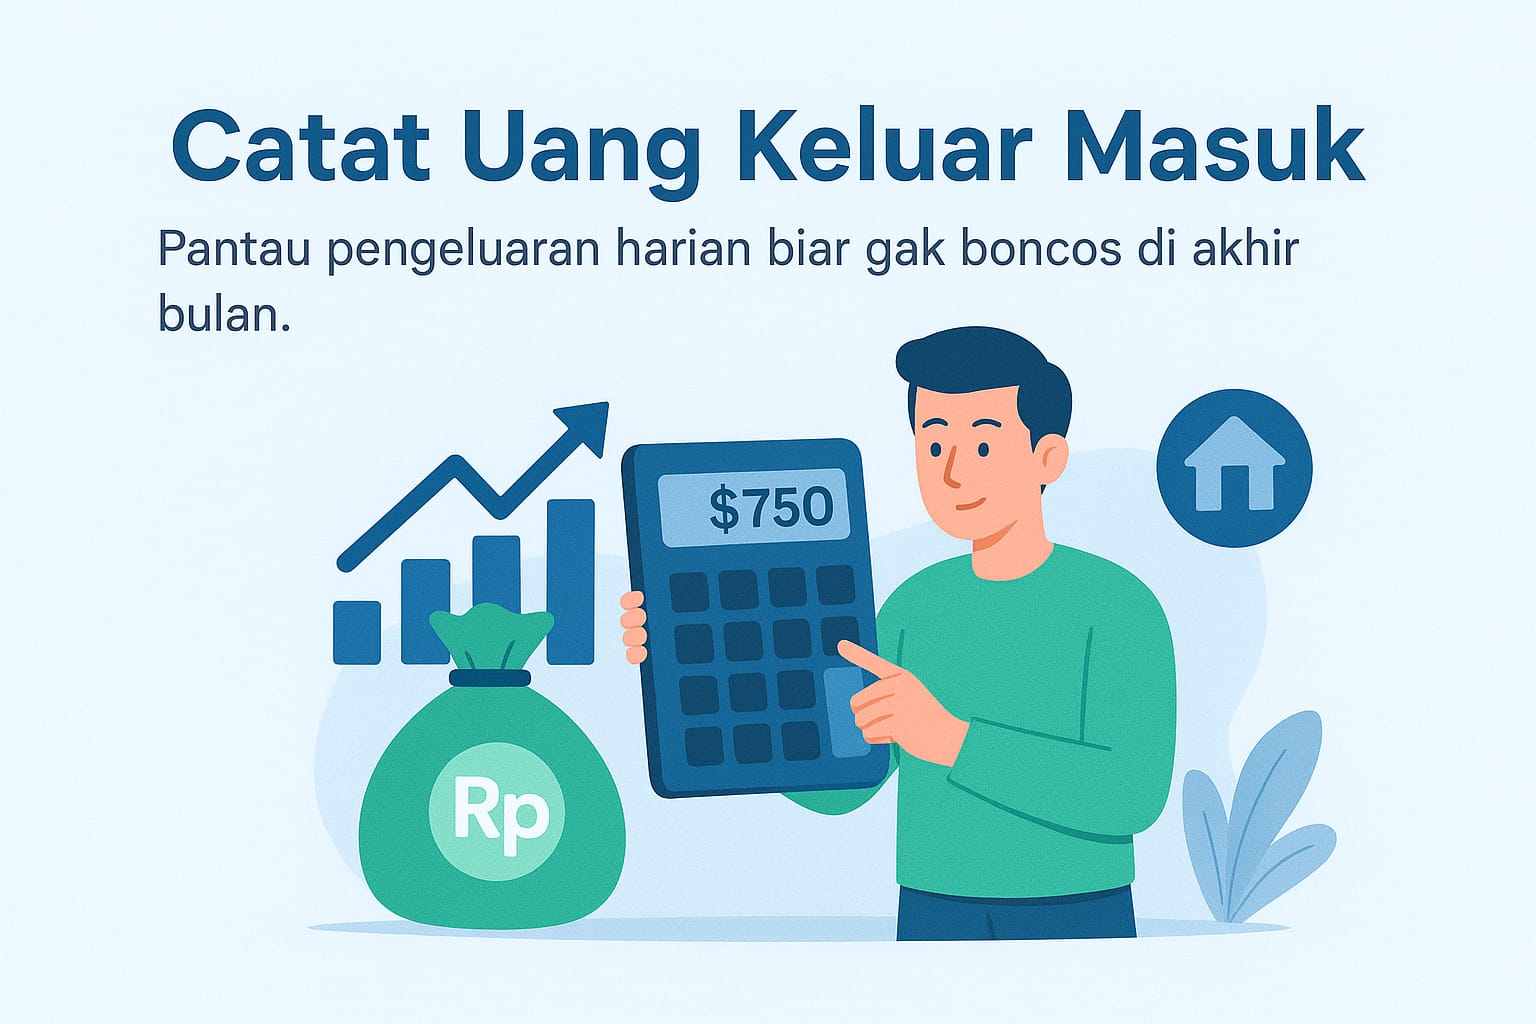 Catat Uang Keluar Masuk
Pantau pengeluaran harian biar gak boncos di akhir
bulan.
$750
Rp